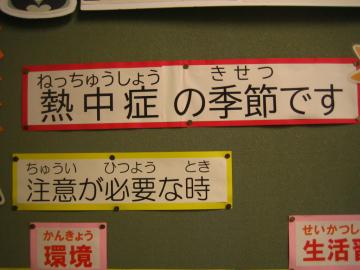 ねっちゅうしょう きせつ
熱中症の季節です
ちゅうい ひつよう とき
注意が必要な時
かんきょう
環境
せいかつし
生活習